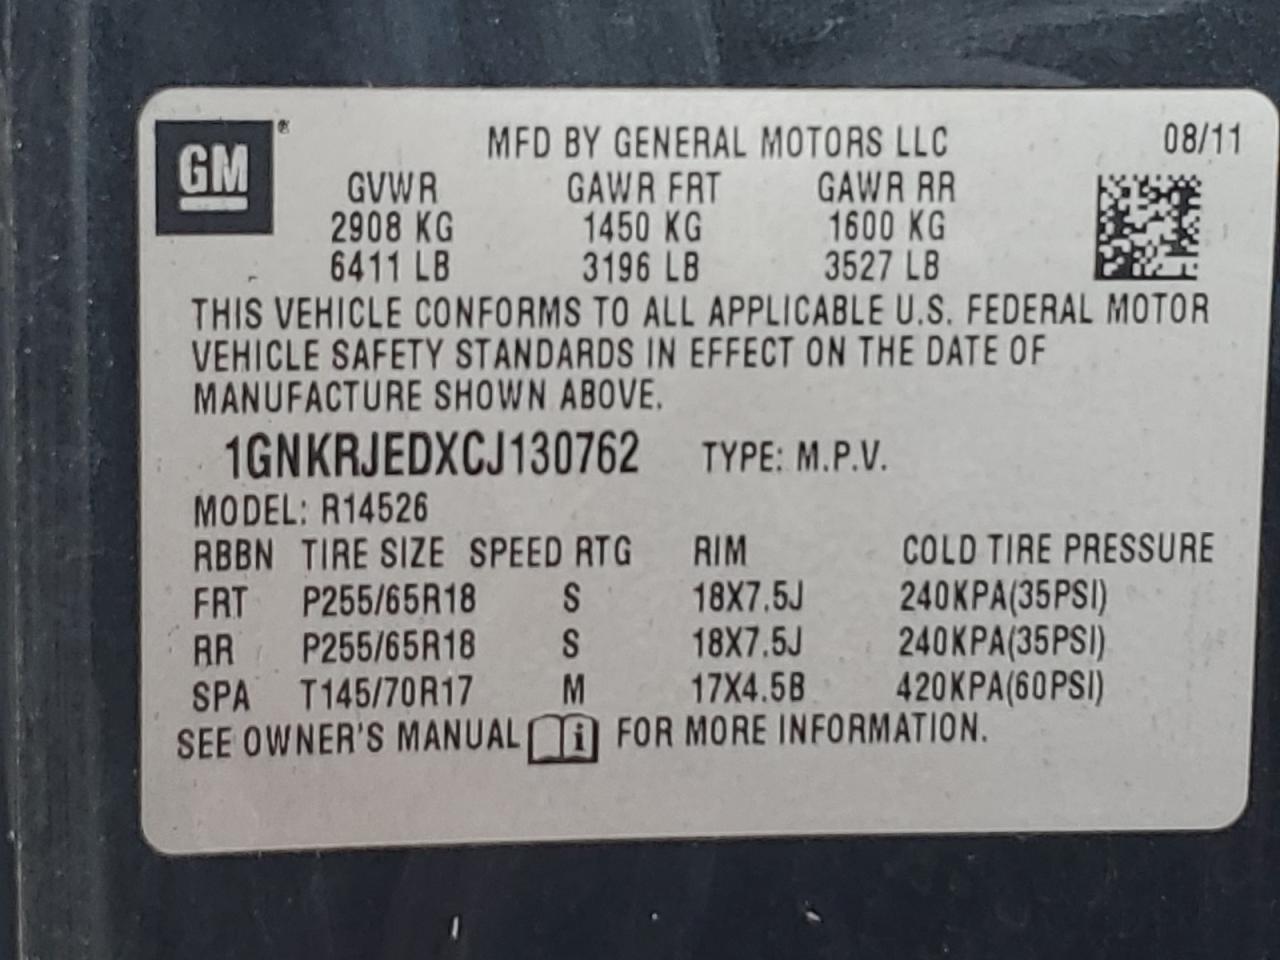 GM®
MFD BY GENERAL MOTORS LLC 08/11
GVWR GAWR FRT GAWR RR
2908 KG 1450 KG 1600 KG
6411 LB 3196 LB 3527 LB
THIS VEHICLE CONFORMS TO ALL APPLICABLE U.S. FEDERAL MOTOR
VEHICLE SAFETY STANDARDS IN EFFECT ON THE DATE OF
MANUFACTURE SHOWN ABOVE.
1GNKRJEDXCJ130762 TYPE: M.P.V.
MODEL: R14526
RBBN TIRE SIZE SPEED RTG RIM COLD TIRE PRESSURE
FRT P255/65R18 S 18X7.5J 240KPA(35PSI)
RR P255/65R18 S 18X7.5J 240KPA(35PSI)
SPA T145/70R17 M 17X4.5B 420KPA(60PSI)
SEE OWNER'S MANUAL i FOR MORE INFORMATION.